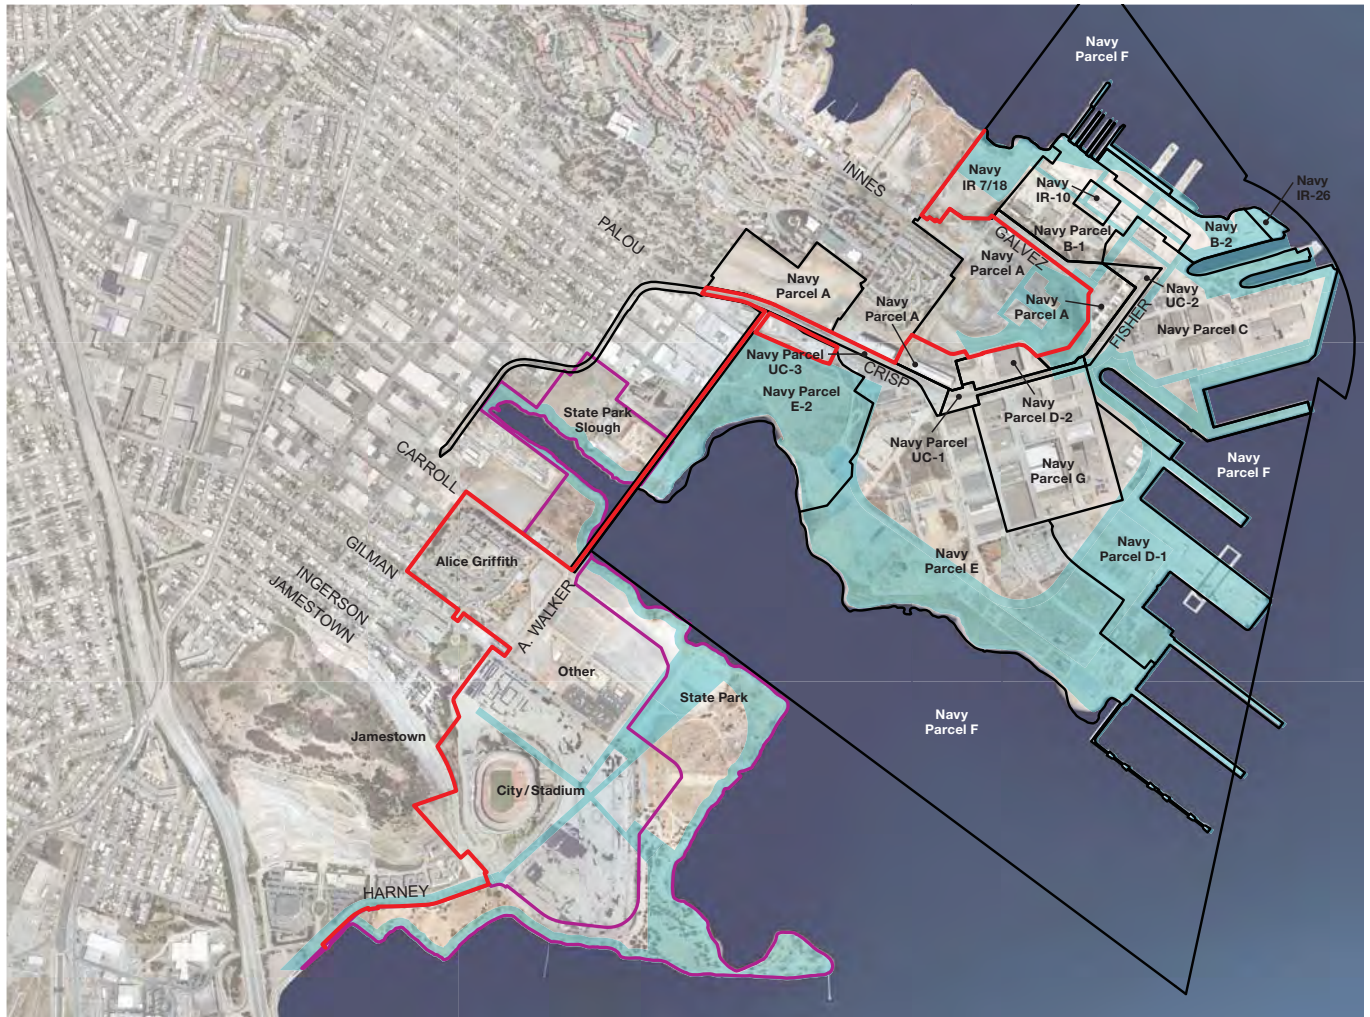 Navy
Parcel F
Navy
IR 7/18
Navy
IR-10
Navy
IR-26
INNES
PALOU
Navy Parcel
B-1
Navy
B-2
GALVEZ
Navy
Parcel A
Navy
Parcel A
Navy
Parcel A
Navy
UC-2
Navy
Parcel A
FISHER
Navy Parcel C
Navy Parcel
UC-3
CRISP
Navy Parcel
E-2
Navy
Parcel D-2
State Park
Slough
Navy Parcel
UC-1
CARROLL
Navy
Parcel G
Navy
Parcel F
GILMAN
Alice Griffith
Navy
Parcel E
Navy
Parcel D-1
INGERSON
JAMESTOWN
A. WALKER
Other
State Park
Navy
Parcel F
Jamestown
City/Stadium
HARNEY